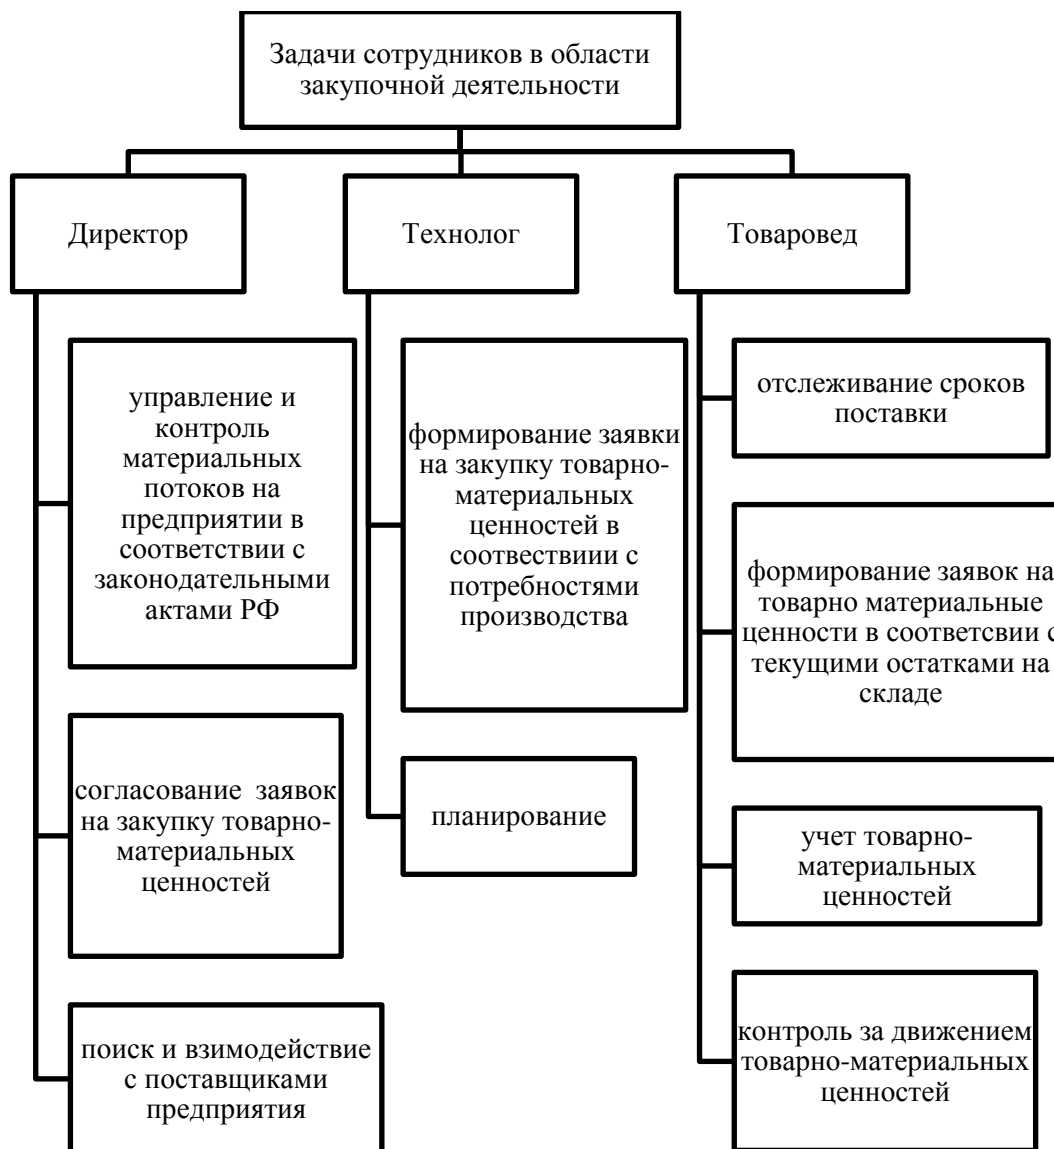 Задачи сотрудников в области
закупочной деятельности
Директор
Технолог
Товаровед
управление и
контроль
материальных
потоков на
предприятии в
соответствии с
законодательными
актами РФ
согласование  заявок
на закупку товарно-
материальных
ценностей
поиск и взимодействие
с поставщиками
предприятия
формирование заявки
на закупку товарно-
материальных
ценностей в
соотвествиии с
потребностями
производства
планирование
отслеживание сроков
поставки
формирование заявок на
товарно материальные
ценности в соответсвии с
текущими остатками на
складе
учет товарно-
материальных
ценностей
контроль за движением
товарно-материальных
ценностей